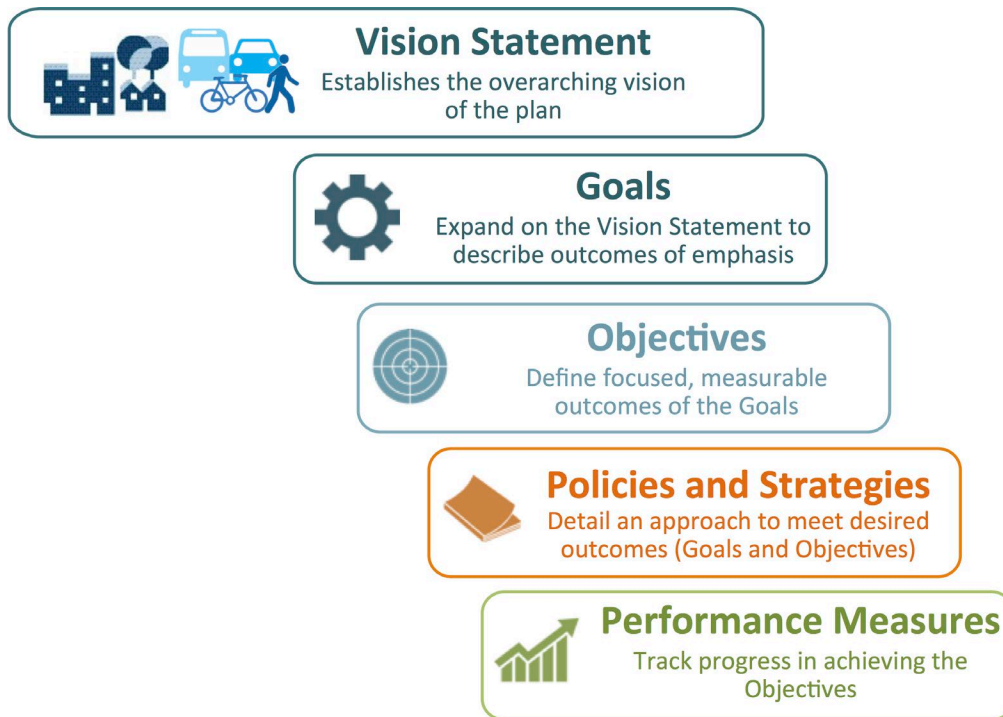 Vision Statement
Establishes the overarching vision
of the plan
Goals
Expand on the Vision Statement to
describe outcomes of emphasis
Objectives
Define focused, measurable
outcomes of the Goals
Policies and Strategies
Detail an approach to meet desired
outcomes (Goals and Objectives)
Performance Measures
Track progress in achieving the
Objectives